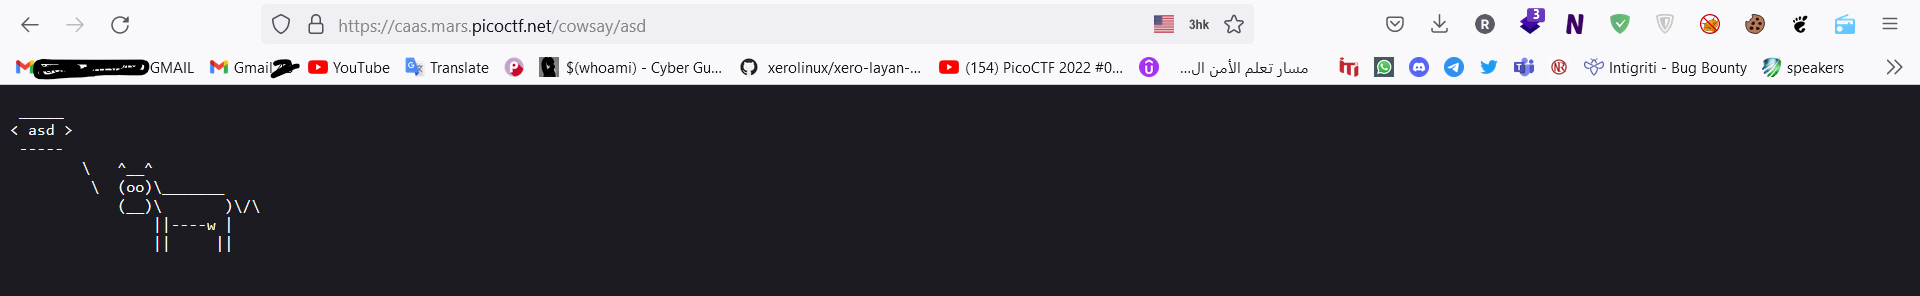 https://caas.mars.picoctf.net/cowsay/asd 3hk R 3 N
GMAIL Gmail YouTube Translate $(whoami) - Cyber Gu... xerolinux/xero-layan-... (154) PicoCTF 2022 #0... مسار تعلم الأمن ال... iTi Intigriti - Bug Bounty speakers
 _____
< asd >
 -----
        \   ^__^
         \  (oo)\_______
            (__)\       )\/\
                ||----w |
                ||     ||